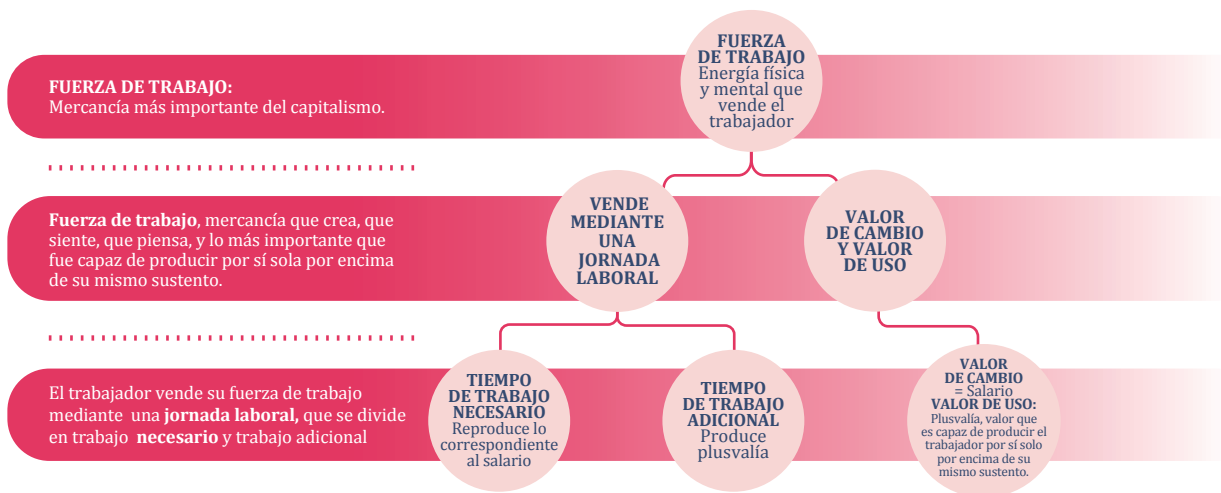 FUERZA
DE TRABAJO
Energía física
y mental que
vende el
trabajador
FUERZA DE TRABAJO:
Mercancía más importante del capitalismo.
Fuerza de trabajo, mercancía que crea, que
siente, que piensa, y lo más importante que
fue capaz de producir por sí sola por encima
de su mismo sustento.
VENDE
MEDIANTE
UNA
JORNADA
LABORAL
VALOR
DE CAMBIO
Y VALOR
DE USO
El trabajador vende su fuerza de trabajo
mediante una jornada laboral, que se divide
en trabajo necesario y trabajo adicional
TIEMPO
DE TRABAJO
NECESARIO
Reproduce lo
correspondiente
al salario
TIEMPO
DE TRABAJO
ADICIONAL
Produce
plusvalía
VALOR
DE CAMBIO
= Salario
VALOR DE USO:
Plusvalía, valor que
es capaz de producir el
trabajador por sí solo
por encima de su
mismo sustento.